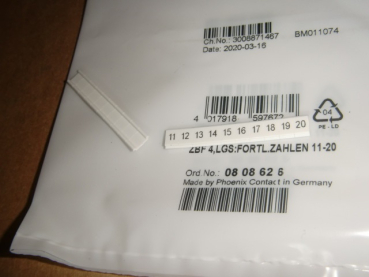 Ch.No.: 3008871467 BM011074
Date: 2020-03-16
4 017918 597672
04
PE - LD
11 12 13 14 15 16 17 18 19 20
ZBF 4,LGS:FORTL.ZAHLEN 11-20
Ord No.: 08 08 62 6
Made by Phoenix Contact in Germany